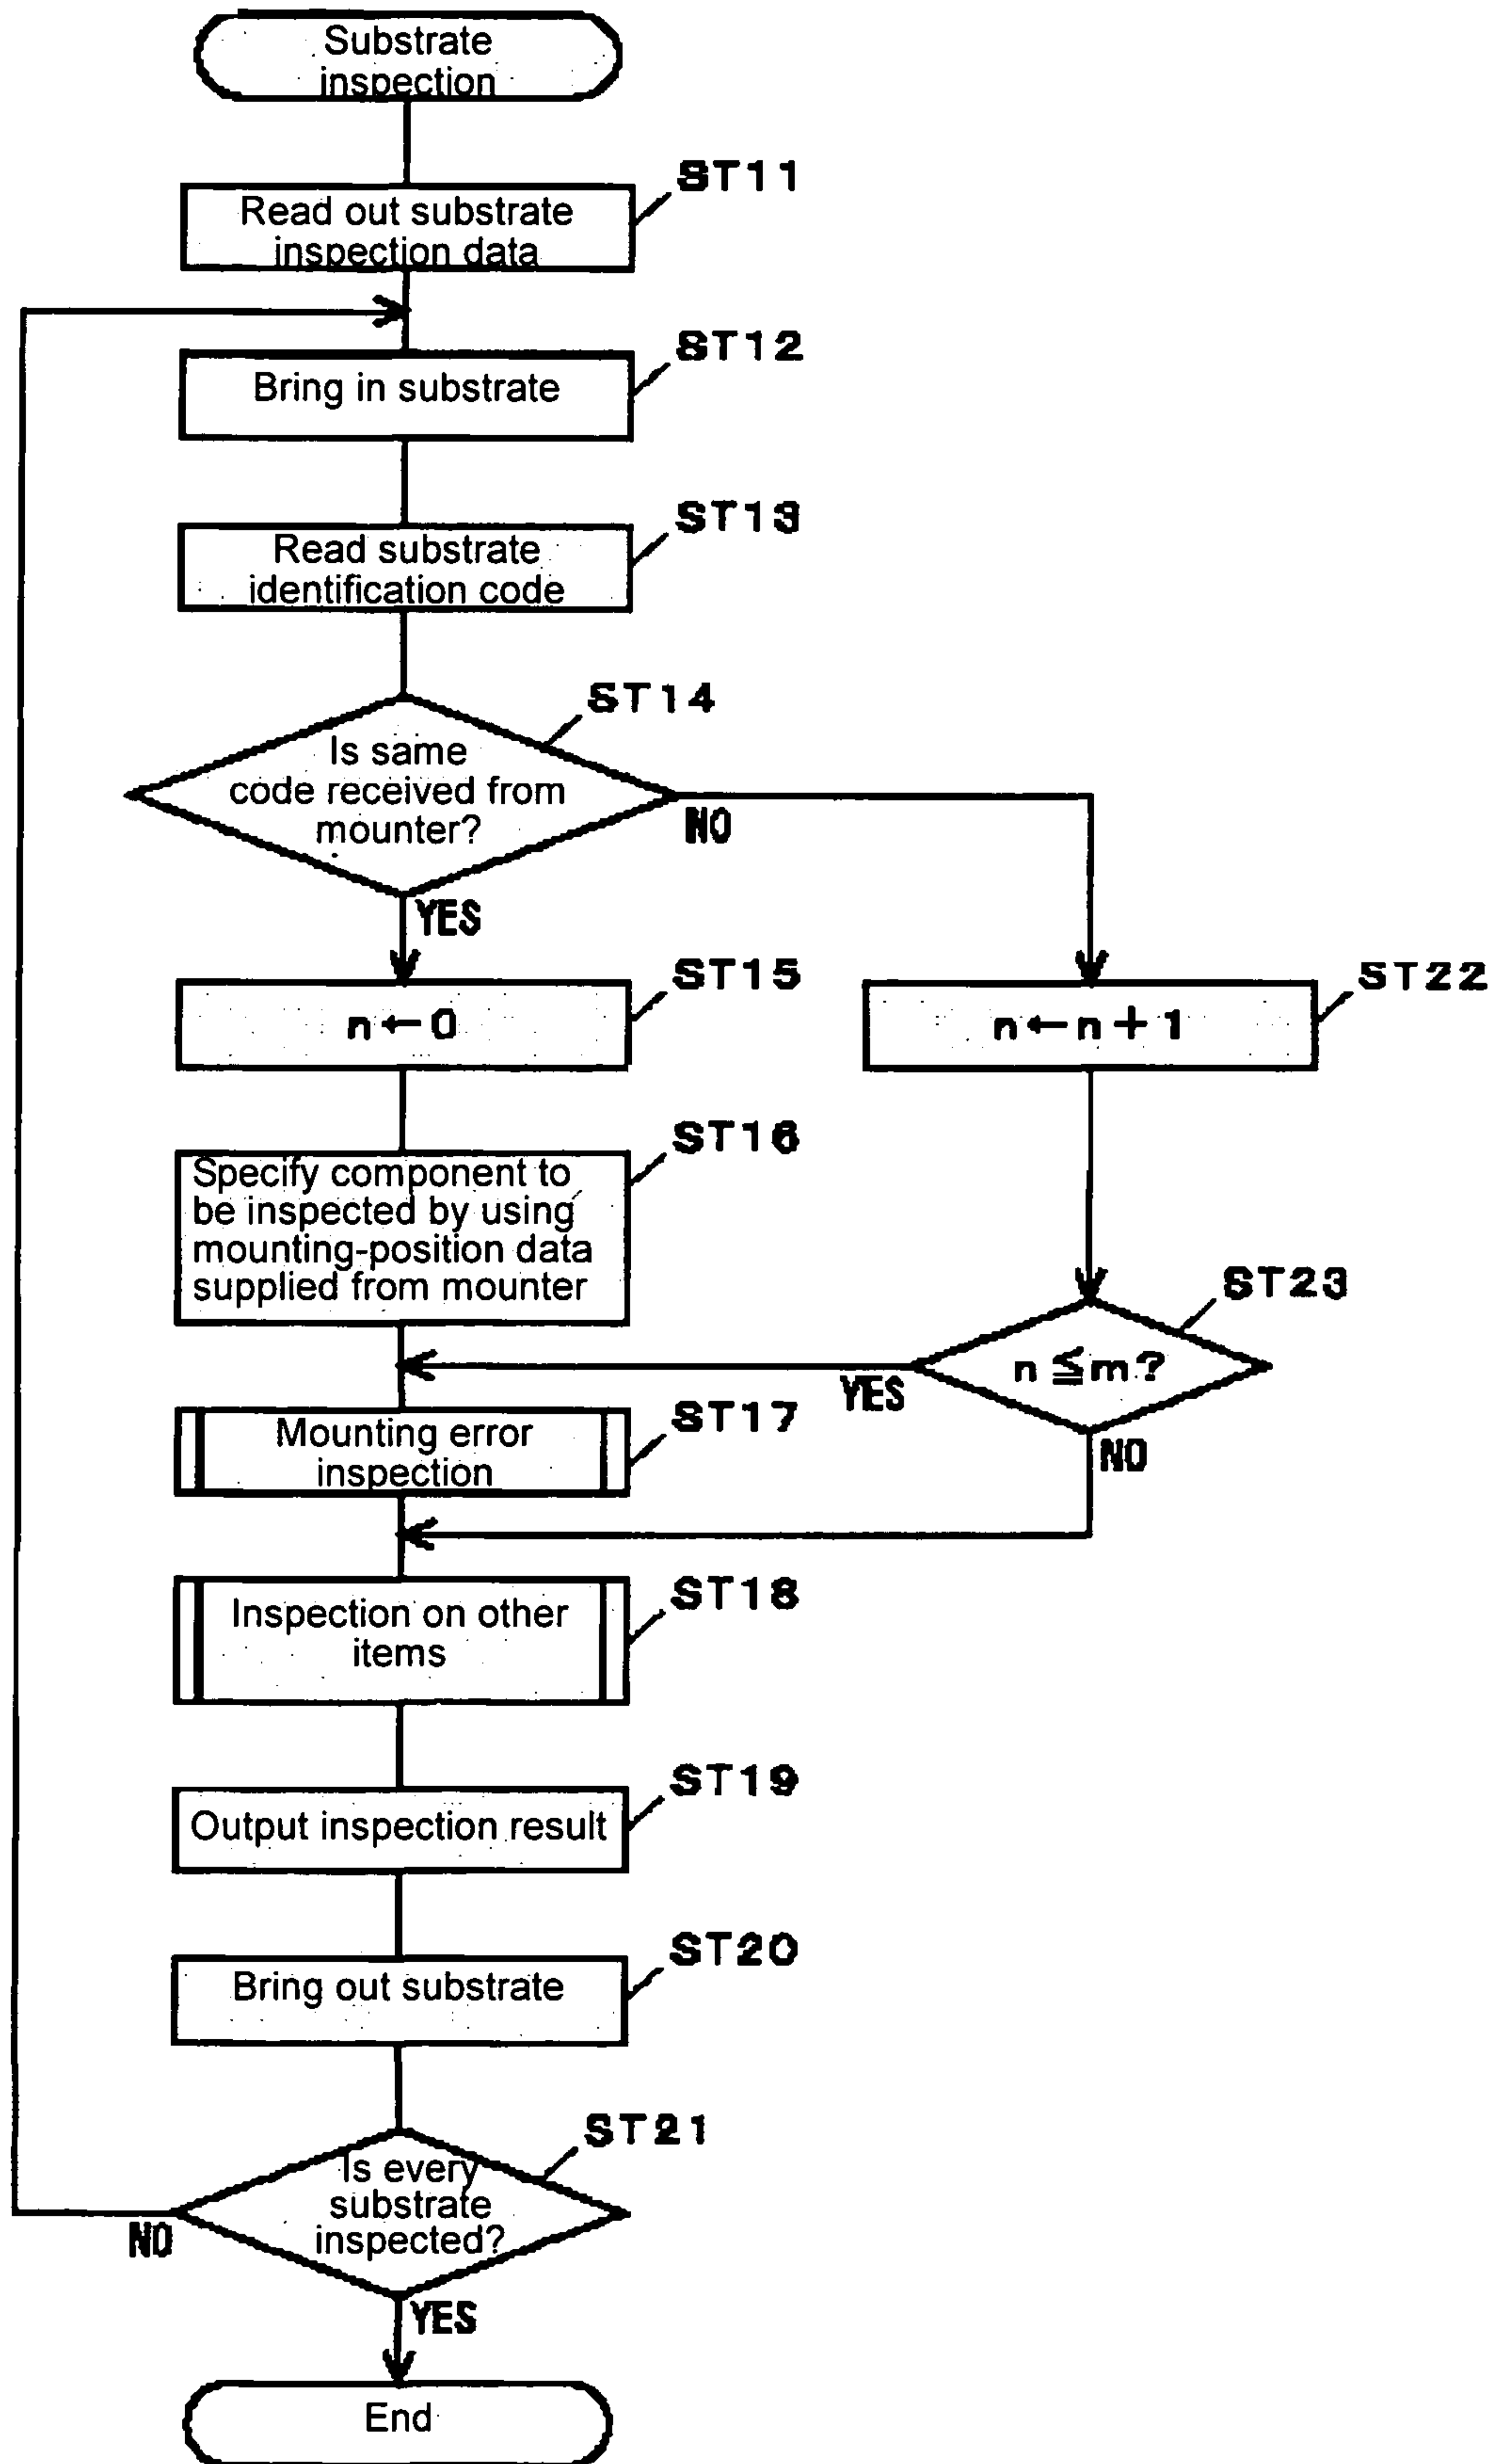 Substrate
inspection
ST11
Read out substrate
inspection data
ST12
Bring in substrate
ST13
Read substrate
identification code
ST14
Is same
code received from
mounter?
NO
YES
ST15
n←0
ST22
n←n+1
ST16
Specify component to
be inspected by using
mounting-position data
supplied from mounter
ST23
n≦m?
YES
NO
ST17
Mounting error
inspection
ST18
Inspection on other
items
ST19
Output inspection result
ST20
Bring out substrate
ST21
Is every
substrate
inspected?
NO
YES
End